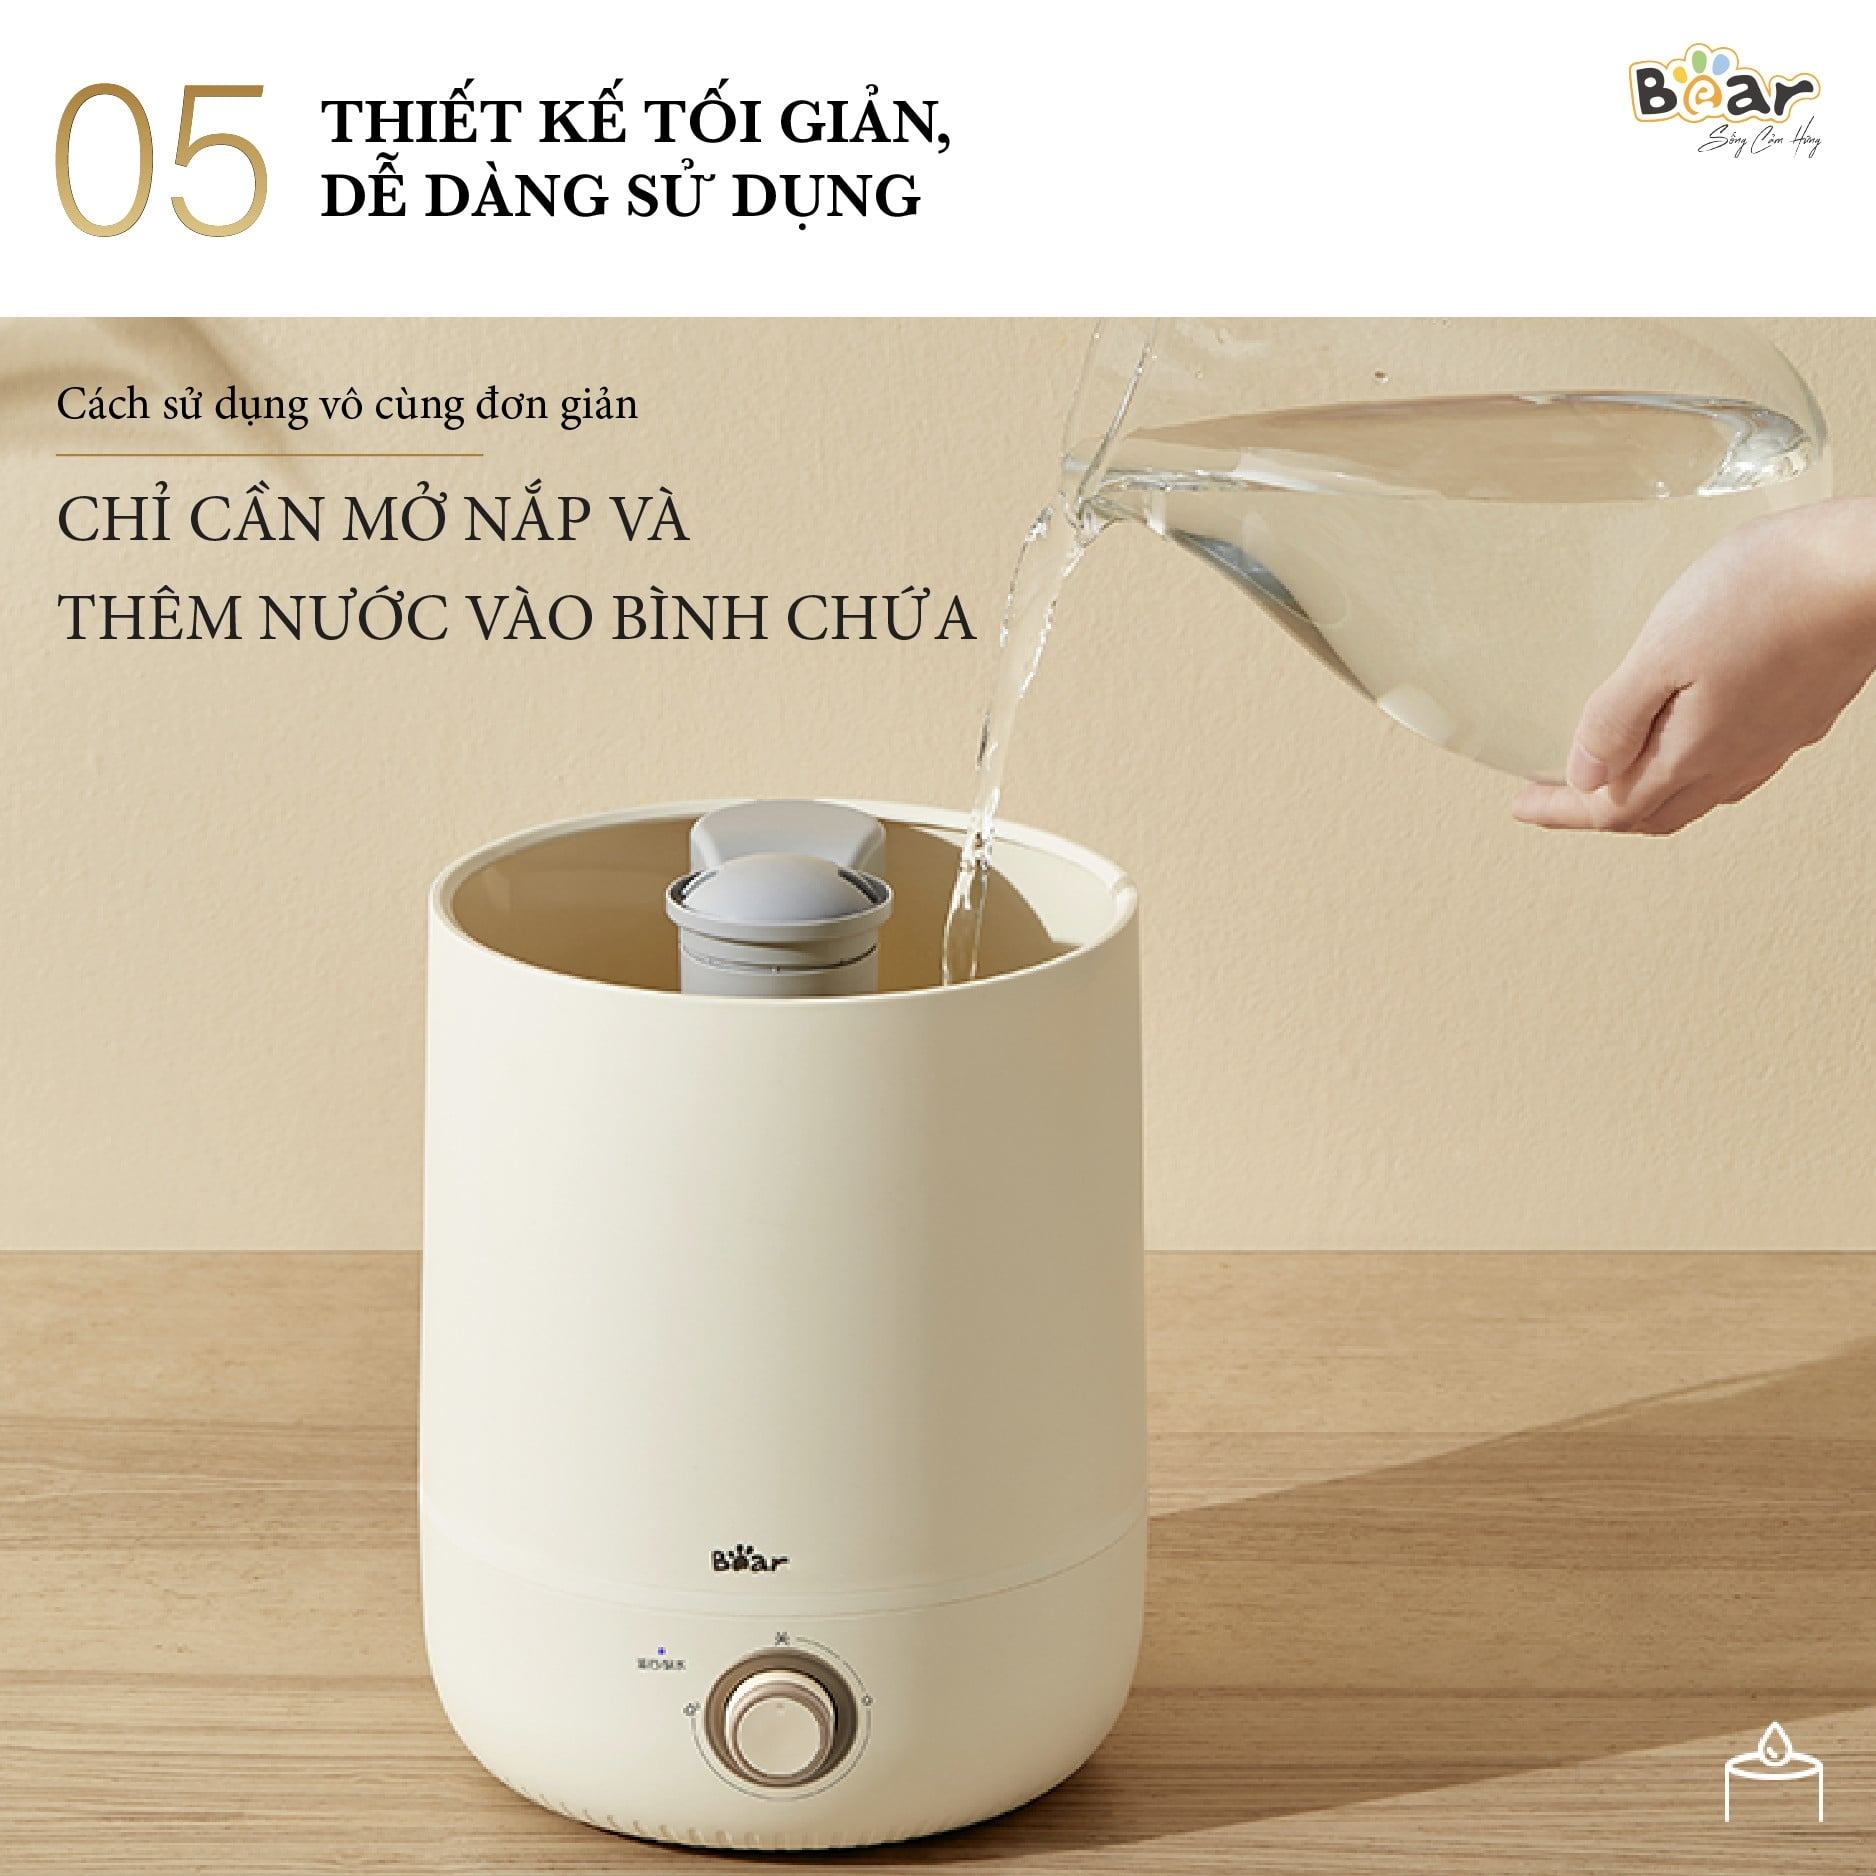 05
THIẾT KẾ TỐI GIẢN,
DỄ DÀNG SỬ DỤNG
Bear
Sống Cảm Hứng
Cách sử dụng vô cùng đơn giản
CHỈ CẦN MỞ NẮP VÀ
THÊM NƯỚC VÀO BÌNH CHỨA
Bear